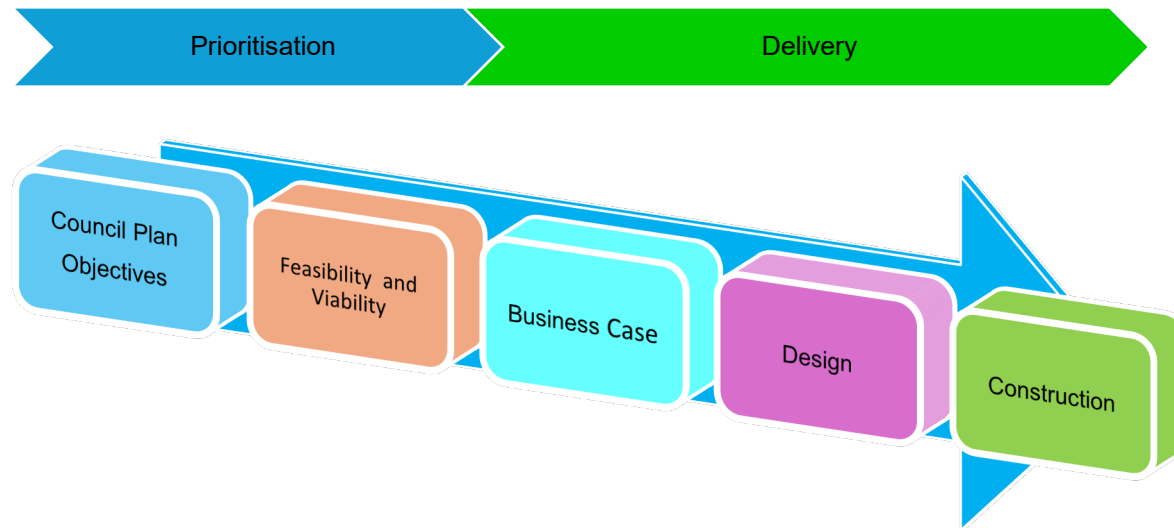 Prioritisation
Delivery
Council Plan
Objectives
Feasibility and
Viability
Business Case
Design
Construction